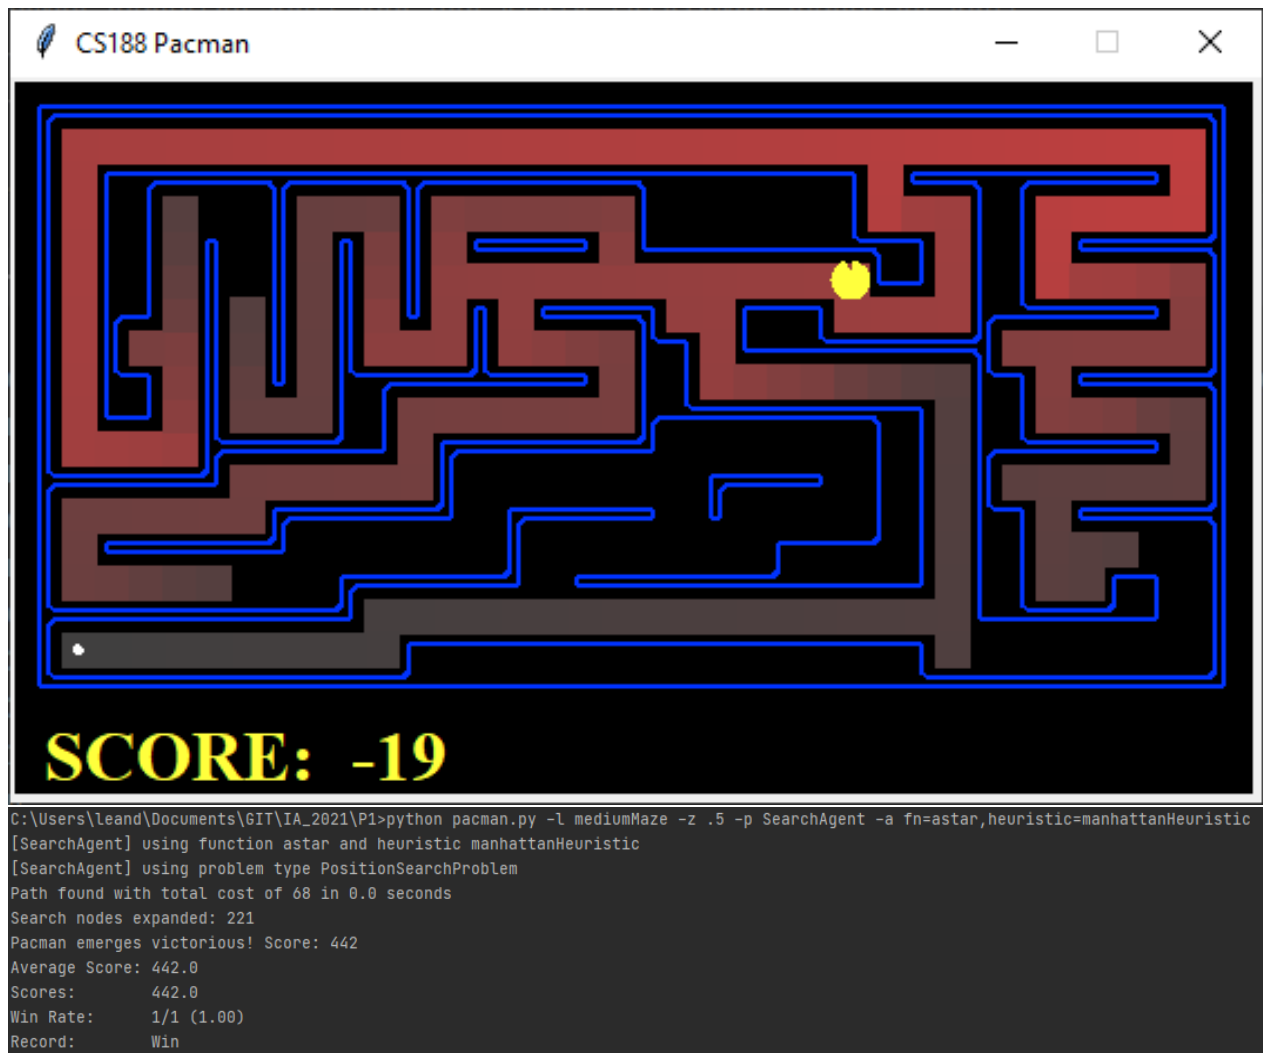 CS188 Pacman
SCORE: -19
C:\Users\leand\Documents\GIT\IA_2021\P1>python pacman.py -l mediumMaze -z .5 -p SearchAgent -a fn=astar,heuristic=manhattanHeuristic
[SearchAgent] using function astar and heuristic manhattanHeuristic
[SearchAgent] using problem type PositionSearchProblem
Path found with total cost of 68 in 0.0 seconds
Search nodes expanded: 221
Pacman emerges victorious! Score: 442
Average Score: 442.0
Scores:        442.0
Win Rate:      1/1 (1.00)
Record:        Win